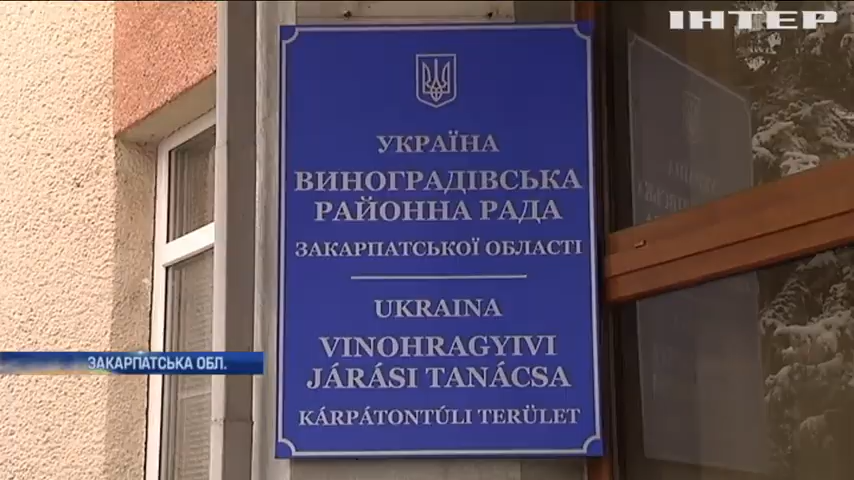 ІНТЕР
УКРАЇНА
ВИНОГРАДІВСЬКА
РАЙОННА РАДА
ЗАКАРПАТСЬКОЇ ОБЛАСТІ
UKRAINA
VINOHRAGYIVI
JÁRÁSI TANÁCSA
KÁRPÁTONTÚLI TERÜLET
ЗАКАРПАТСЬКА ОБЛ.